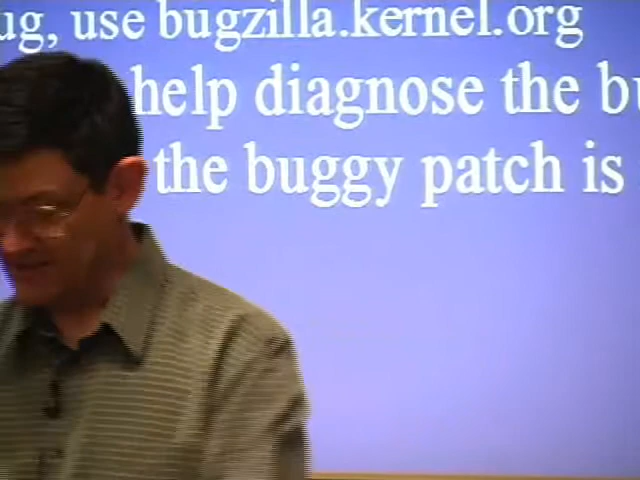 ug, use bugzilla.kernel.org
help diagnose the bu
the buggy patch is